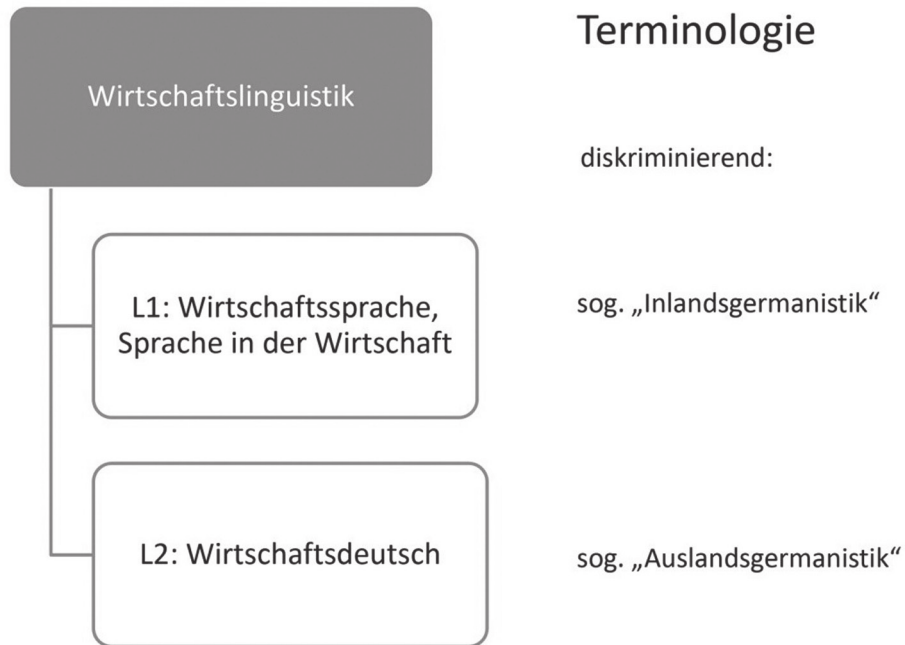 Terminologie
Wirtschaftslinguistik
diskriminierend:
L1: Wirtschaftssprache,
Sprache in der Wirtschaft
sog. „Inlandsgermanistik“
L2: Wirtschaftsdeutsch
sog. „Auslandsgermanistik“